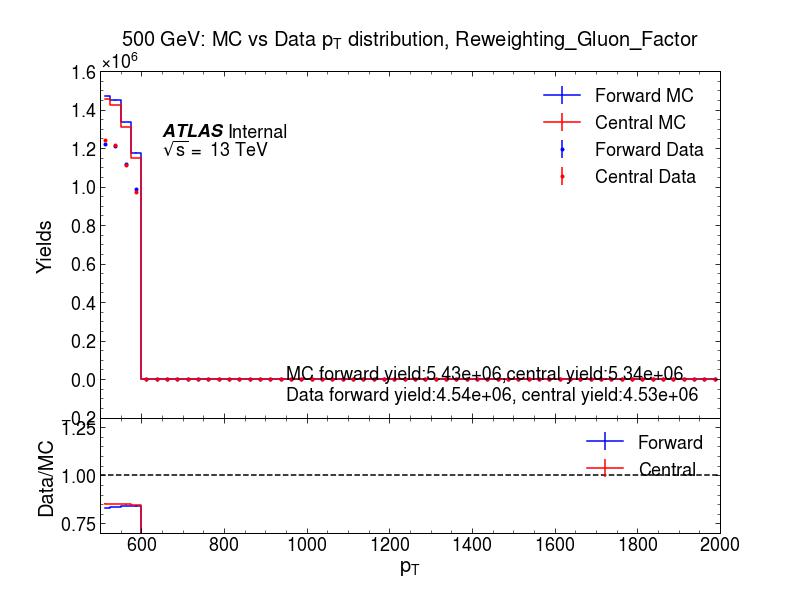 500 GeV: MC vs Data pT distribution, Reweighting_Gluon_Factor
×10⁶
1.6
1.4
1.2
1.0
0.8
0.6
0.4
0.2
0.0
0.2
Yields
ATLAS Internal
√s = 13 TeV
Forward MC
Central MC
Forward Data
Central Data
MC forward yield:5.43e+06,central yield:5.34e+06
Data forward yield:4.54e+06, central yield:4.53e+06
1.25
1.00
0.75
Data/MC
Forward
Central
600 800 1000 1200 1400 1600 1800 2000
pT